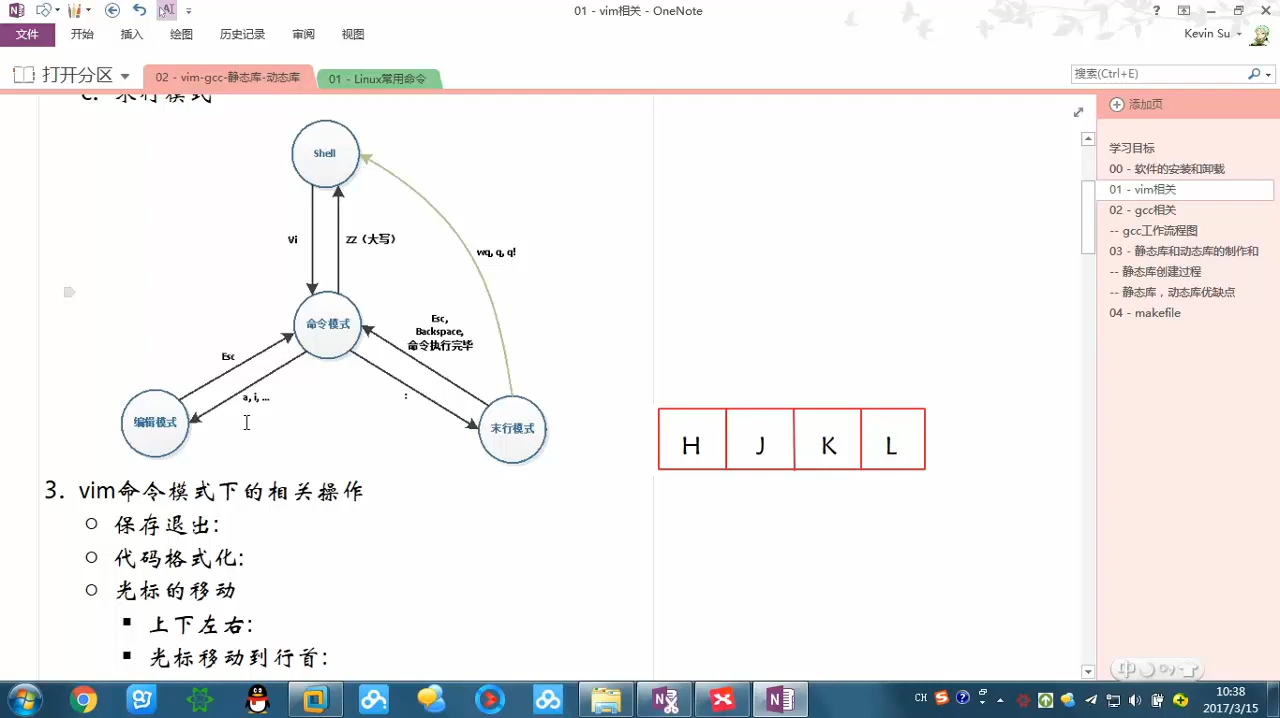 01 - vim相关 - OneNote
文件 开始 插入 绘图 历史记录 审阅 视图
Kevin Su
打开分区 02 - vim-gcc-静态库-动态库 01 - Linux常用命令
搜索(Ctrl+E)
添加页
学习目标
00 - 软件的安装和卸载
01 - vim相关
02 - gcc相关
-- gcc工作流程图
03 - 静态库和动态库的制作和
-- 静态库创建过程
-- 静态库，动态库优缺点
04 - makefile
c. 末行模式
Shell
Vi
ZZ（大写）
wq, q, q!
命令模式
Esc,
Backspace,
命令执行完毕
Esc
a, i, ...
:
编辑模式
末行模式
H J K L
3. vim命令模式下的相关操作
保存退出:
代码格式化:
光标的移动
上下左右:
光标移动到行首:
中
CH
10:38
2017/3/15